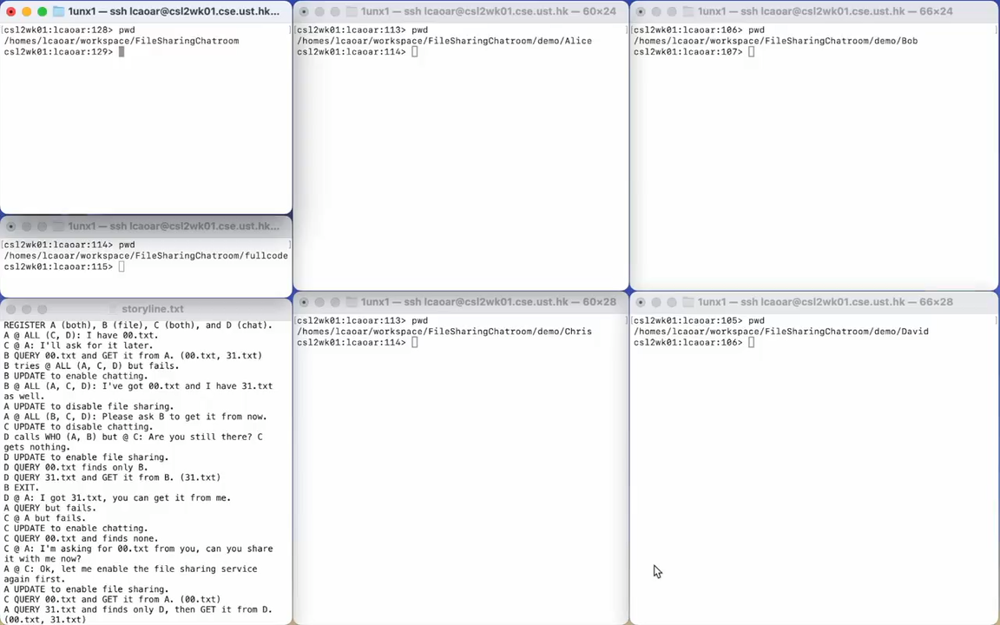 1unx1 — ssh lcaoar@csl2wk01.cse.ust.hk...
[csl2wk01:lcaoar:128> pwd ]
/homes/lcaoar/workspace/FileSharingChatroom
csl2wk01:lcaoar:129>
1unx1 — ssh lcaoar@csl2wk01.cse.ust.hk — 60×24
[csl2wk01:lcaoar:113> pwd ]
/homes/lcaoar/workspace/FileSharingChatroom/demo/Alice
csl2wk01:lcaoar:114>
1unx1 — ssh lcaoar@csl2wk01.cse.ust.hk — 66×24
[csl2wk01:lcaoar:106> pwd ]
/homes/lcaoar/workspace/FileSharingChatroom/demo/Bob
csl2wk01:lcaoar:107>
1unx1 — ssh lcaoar@csl2wk01.cse.ust.hk...
[csl2wk01:lcaoar:114> pwd ]
/homes/lcaoar/workspace/FileSharingChatroom/fullcode
csl2wk01:lcaoar:115>
storyline.txt
REGISTER A (both), B (file), C (both), and D (chat).
A @ ALL (C, D): I have 00.txt.
C @ A: I'll ask for it later.
B QUERY 00.txt and GET it from A. (00.txt, 31.txt)
B tries @ ALL (A, C, D) but fails.
B UPDATE to enable chatting.
B @ ALL (A, C, D): I've got 00.txt and I have 31.txt
as well.
A UPDATE to disable file sharing.
A @ ALL (B, C, D): Please ask B to get it from now.
C UPDATE to disable chatting.
D calls WHO (A, B) but @ C: Are you still there? C
gets nothing.
D UPDATE to enable file sharing.
D QUERY 00.txt finds only B.
D QUERY 31.txt and GET it from B. (31.txt)
B EXIT.
D @ A: I got 31.txt, you can get it from me.
A QUERY but fails.
C @ A but fails.
C UPDATE to enable chatting.
C QUERY 00.txt and finds none.
C @ A: I'm asking for 00.txt from you, can you share
it with me now?
A @ C: Ok, let me enable the file sharing service
again first.
A UPDATE to enable file sharing.
C QUERY 00.txt and GET it from A. (00.txt)
A QUERY 31.txt and finds only D, then GET it from D.
(00.txt, 31.txt)
1unx1 — ssh lcaoar@csl2wk01.cse.ust.hk — 60×28
[csl2wk01:lcaoar:113> pwd ]
/homes/lcaoar/workspace/FileSharingChatroom/demo/Chris
csl2wk01:lcaoar:114>
1unx1 — ssh lcaoar@csl2wk01.cse.ust.hk — 66×28
[csl2wk01:lcaoar:105> pwd ]
/homes/lcaoar/workspace/FileSharingChatroom/demo/David
csl2wk01:lcaoar:106>